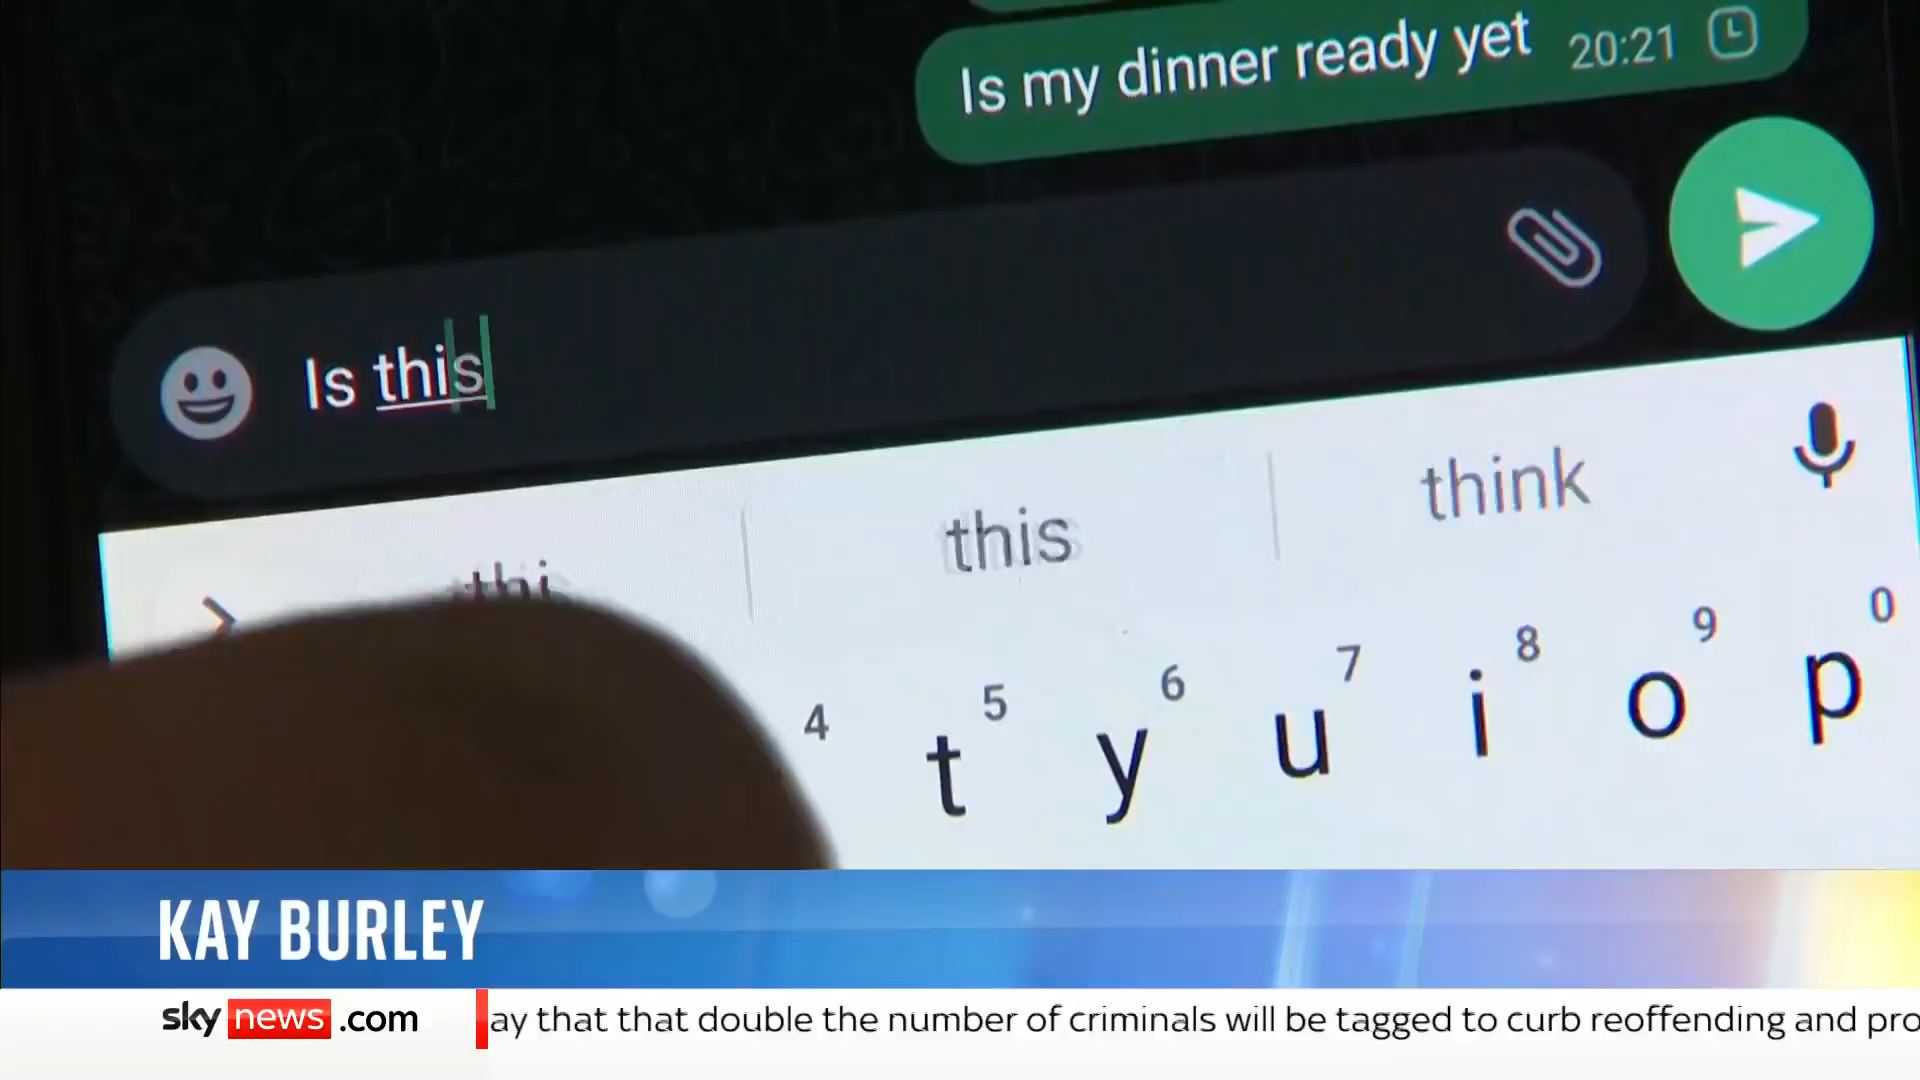 Is my dinner ready yet 20:21
Is this
thi this think
4 5 6 7 8 9 0
t y u i o p
KAY BURLEY
sky news .com ay that that double the number of criminals will be tagged to curb reoffending and pro